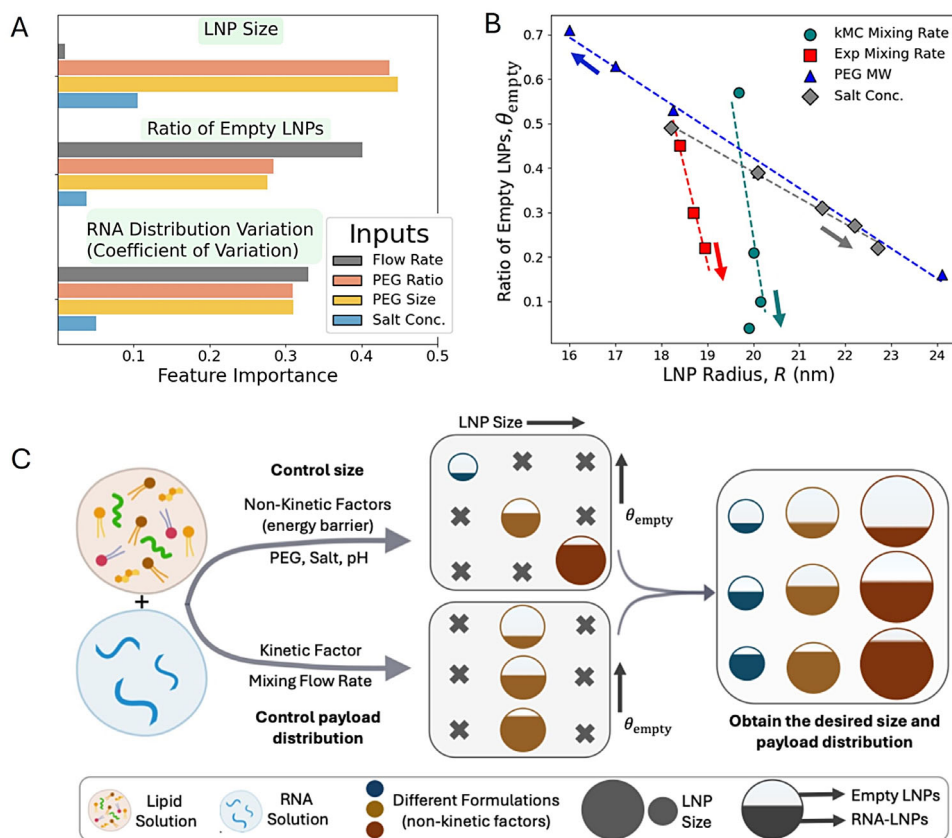 A
LNP Size
Ratio of Empty LNPs
RNA Distribution Variation
(Coefficient of Variation)
Inputs
Flow Rate
PEG Ratio
PEG Size
Salt Conc.
0.1 0.2 0.3 0.4 0.5
Feature Importance
B
kMC Mixing Rate
Exp Mixing Rate
PEG MW
Salt Conc.
0.7
0.6
0.5
0.4
0.3
0.2
0.1
Ratio of Empty LNPs, θempty
16 17 18 19 20 21 22 23 24
LNP Radius, R (nm)
C
LNP Size
Control size
Non-Kinetic Factors
(energy barrier)
PEG, Salt, pH
θempty
+
Kinetic Factor
Mixing Flow Rate
Control payload
distribution
θempty
Obtain the desired size and
payload distribution
Lipid
Solution
RNA
Solution
Different Formulations
(non-kinetic factors)
LNP
Size
Empty LNPs
RNA-LNPs